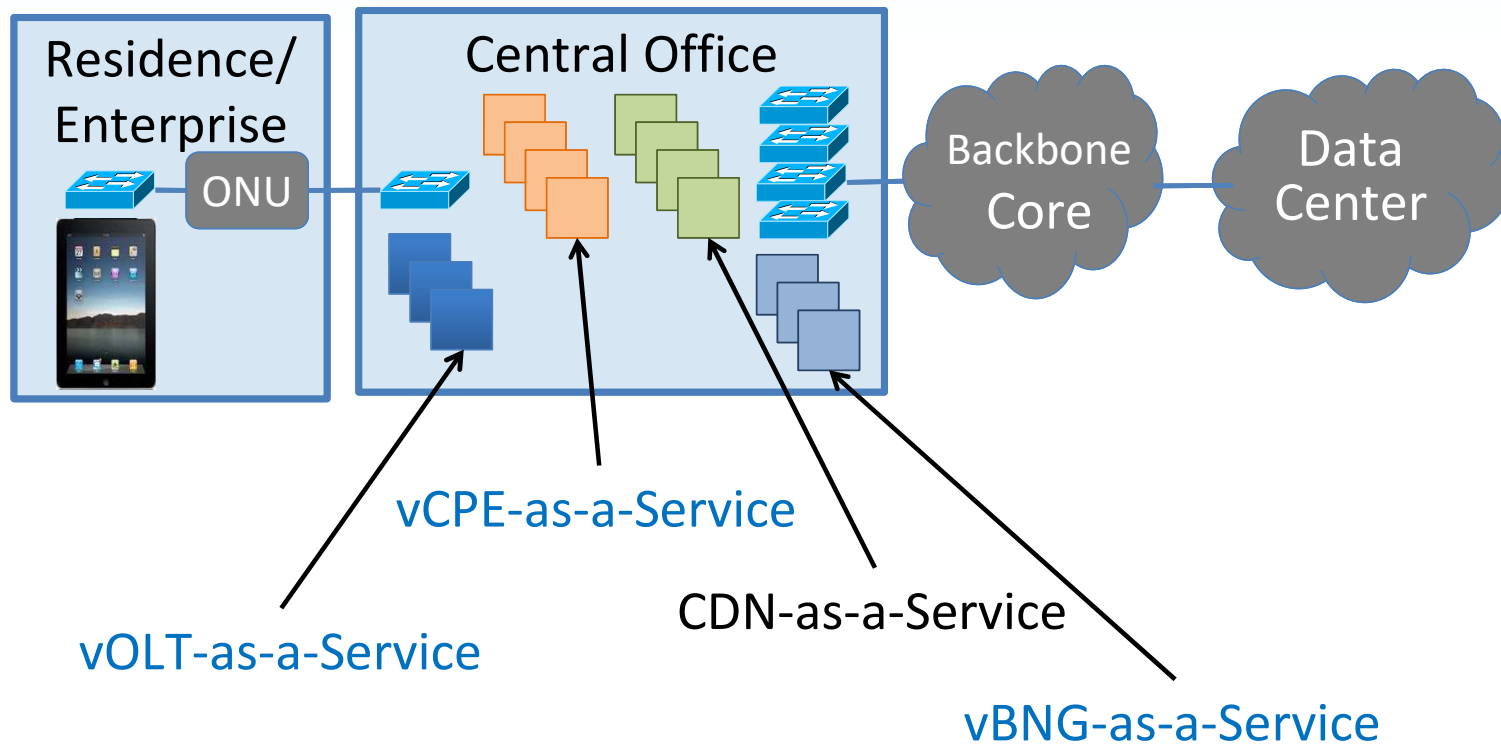 Residence/
Enterprise
ONU
Central Office
Backbone
Core
Data
Center
vCPE-as-a-Service
CDN-as-a-Service
vOLT-as-a-Service
vBNG-as-a-Service